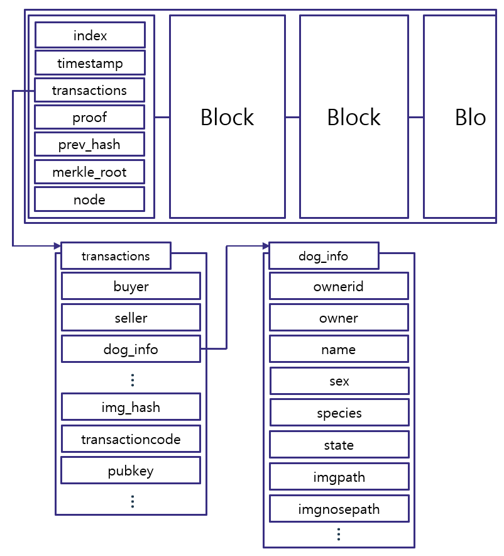 index
timestamp
transactions
proof
prev_hash
merkle_root
node
Block
Block
Blo
transactions
buyer
seller
dog_info
⋮
img_hash
transactioncode
pubkey
⋮
dog_info
ownerid
owner
name
sex
species
state
imgpath
imgnosepath
⋮